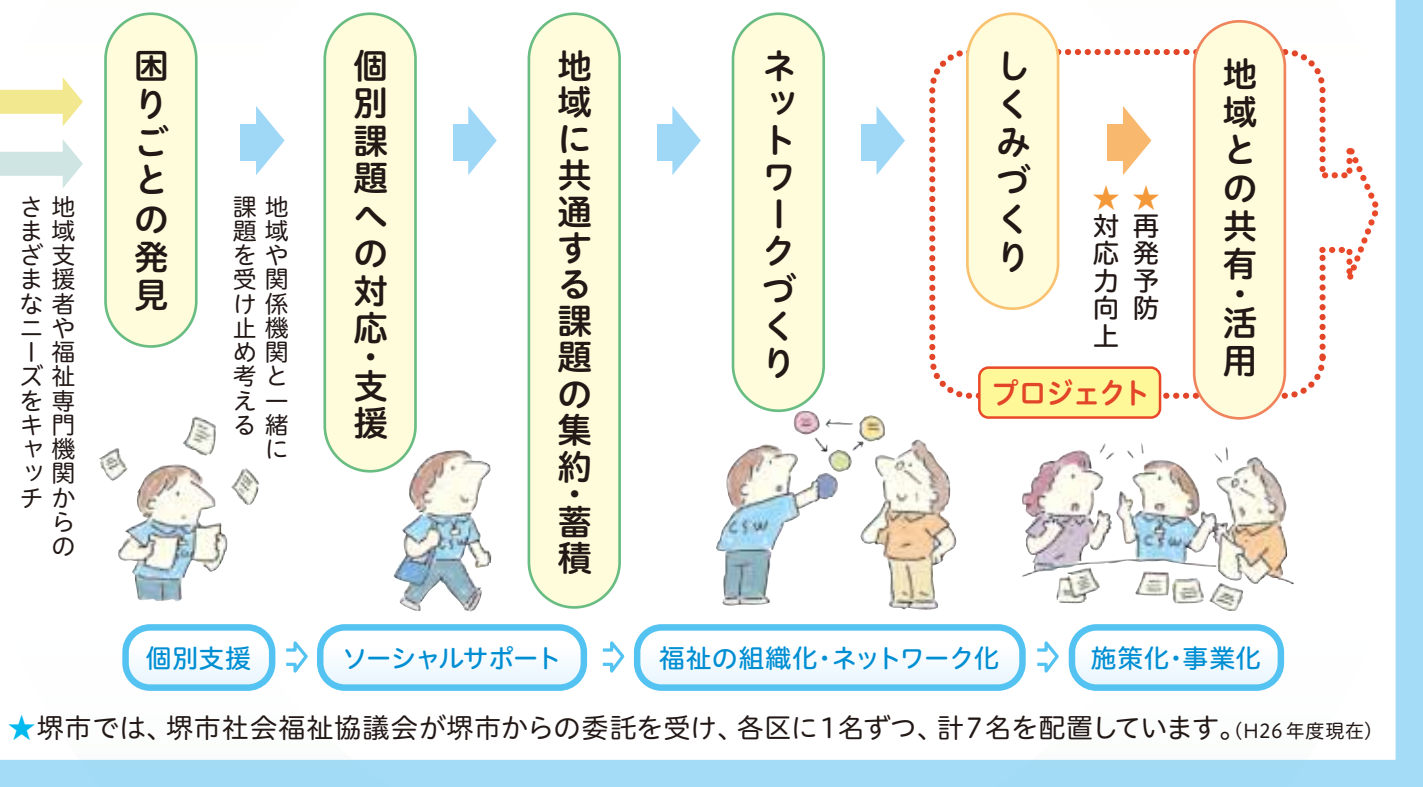 困りごとの発見
地域支援者や福祉専門機関からの
さまざまなニーズをキャッチ
個別課題への対応・支援
地域や関係機関と一緒に
課題を受け止め考える
地域に共通する課題の集約・蓄積
ネットワークづくり
しくみづくり
★再発予防
★対応力向上
地域との共有・活用
プロジェクト
CSW
CSW
CSW
CSW
個別支援
ソーシャルサポート
福祉の組織化・ネットワーク化
施策化・事業化
★堺市では、堺市社会福祉協議会が堺市からの委託を受け、各区に1名ずつ、計7名を配置しています。(H26年度現在)